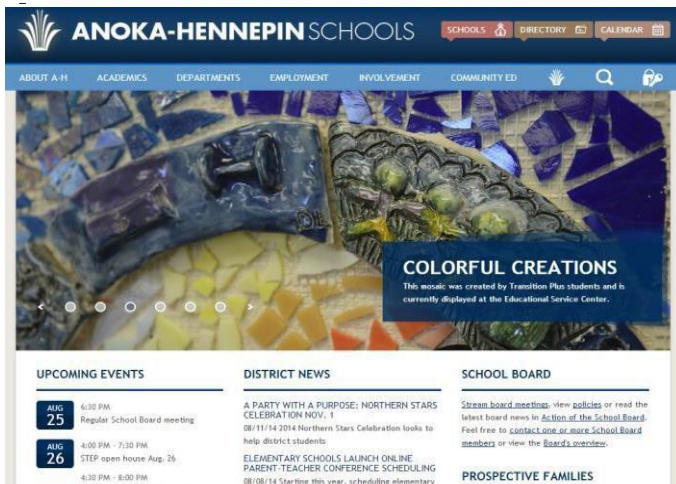 ANOKA-HENNEPIN SCHOOLS
SCHOOLS
DIRECTORY
CALENDAR
ABOUT A-H
ACADEMICS
DEPARTMENTS
EMPLOYMENT
INVOLVEMENT
COMMUNITY ED
COLORFUL CREATIONS
This mosaic was created by Transition Plus students and is
currently displayed at the Educational Service Center.
UPCOMING EVENTS
AUG
25
6:30 PM
Regular School Board meeting
AUG
26
4:00 PM - 7:30 PM
STEP open house Aug. 26
4:30 PM - 8:00 PM
DISTRICT NEWS
A PARTY WITH A PURPOSE: NORTHERN STARS
CELEBRATION NOV. 1
08/11/14 2014 Northern Stars Celebration looks to
help district students
ELEMENTARY SCHOOLS LAUNCH ONLINE
PARENT-TEACHER CONFERENCE SCHEDULING
08/08/14 Starting this year, scheduling elementary
SCHOOL BOARD
Stream board meetings, view policies or read the
latest board news in Action of the School Board.
Feel free to contact one or more School Board
members or view the Board's overview.
PROSPECTIVE FAMILIES